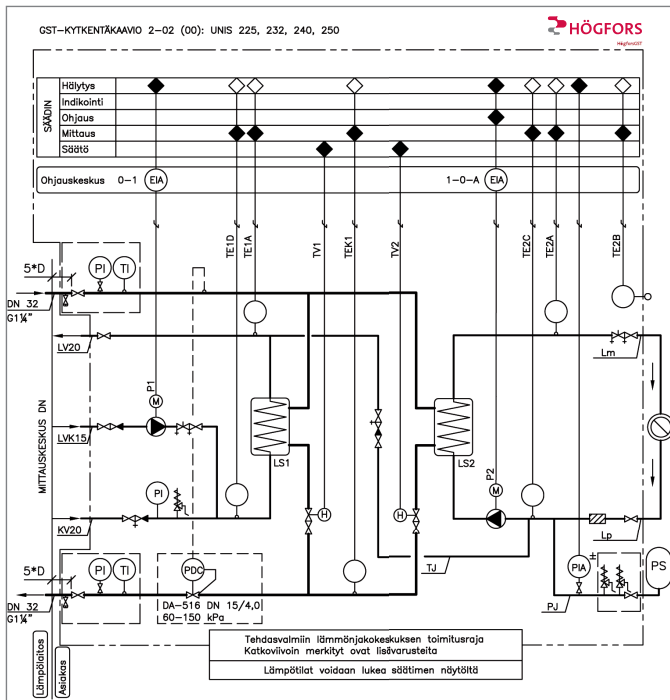 GST-KYTKENTÄKAAVIO 2-02 (00): UNIS 225, 232, 240, 250
HÖGFORS
HögforsGST
SÄÄDIN
Hälytys
Indikointi
Ohjaus
Mittaus
Säätö
Ohjauskeskus 0-1 EIA 1-0-A EIA
TE1D
TE1A
TV1
TEK1
TV2
TE2C
TE2A
TE2B
5*D
PI
TI
DN 32
G1¼"
LV20
Lm
P1
M
LVK15
MITTAUSKESKUS DN
LS1
LS2
P2
M
PI
H
H
KV20
Lp
TJ
5*D
PI
TI
PDC
PIA
±
PS
PJ
DN 32
G1¼"
DA-516 DN 15/4,0
60-150 kPa
Lämpölaitos
Asiakas
Tehdasvalmiin lämmönjakokeskuksen toimitusraja
Katkoviivoin merkityt ovat lisävarusteita
Lämpötilat voidaan lukea säätimen näytöltä